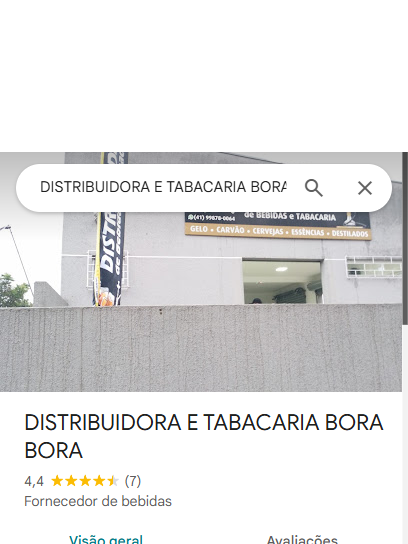 DISTRIBUIDORA E TABACARIA BORA
DISTRI
(41) 99878-0064
de BEBIDAS e TABACARIA
GELO • CARVÃO • CERVEJAS • ESSÊNCIAS • DESTILADOS
DISTRIBUIDORA E TABACARIA BORA
BORA
4,4 (7)
Fornecedor de bebidas
Visão geral Avaliações